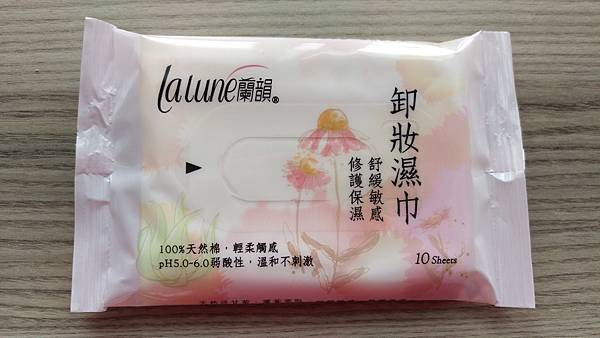 Lalune蘭韻®
卸妝濕巾
舒緩敏感
修護保濕
100%天然棉，輕柔觸感
pH5.0-6.0弱酸性，溫和不刺激
10 Sheets